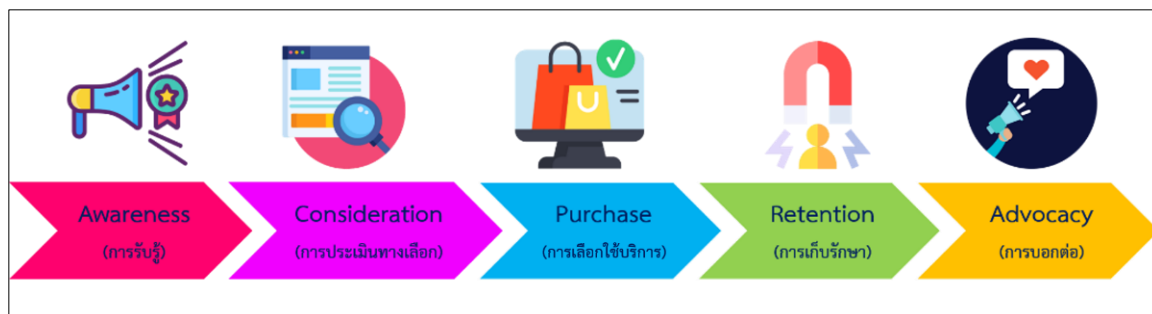 Awareness
(การรับรู้)
Consideration
(การประเมินทางเลือก)
Purchase
(การเลือกใช้บริการ)
Retention
(การเก็บรักษา)
Advocacy
(การบอกต่อ)